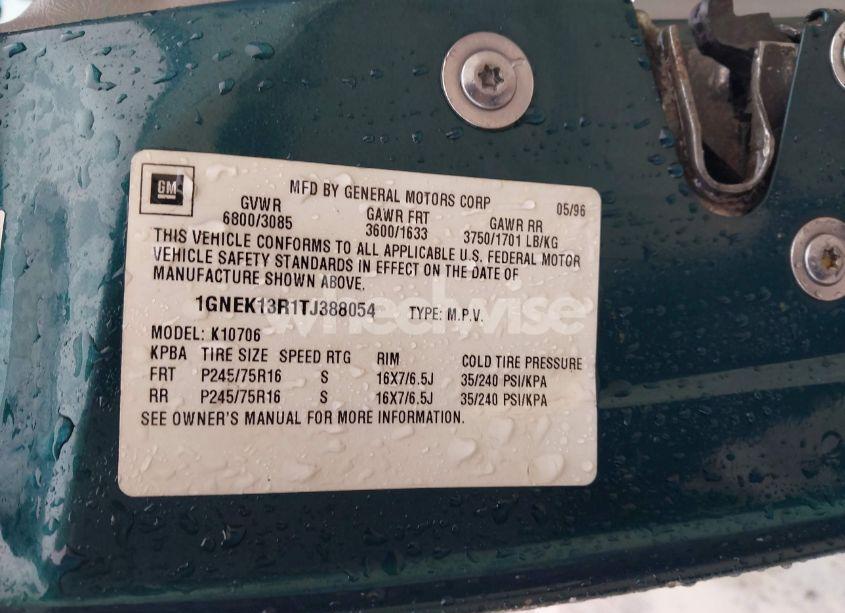 GM
MFD BY GENERAL MOTORS CORP 05/96
GVWR GAWR FRT GAWR RR
6800/3085 3600/1633 3750/1701 LB/KG
THIS VEHICLE CONFORMS TO ALL APPLICABLE U.S. FEDERAL MOTOR
VEHICLE SAFETY STANDARDS IN EFFECT ON THE DATE OF
MANUFACTURE SHOWN ABOVE.
1GNEK13R1TJ388054 TYPE: M.P.V.
MODEL: K10706
KPBA TIRE SIZE SPEED RTG RIM COLD TIRE PRESSURE
FRT P245/75R16 S 16X7/6.5J 35/240 PSI/KPA
RR P245/75R16 S 16X7/6.5J 35/240 PSI/KPA
SEE OWNER'S MANUAL FOR MORE INFORMATION.